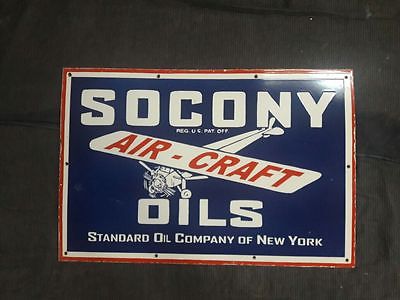 SOCONY
REG. U.S. PAT. OFF.
AIR-CRAFT
OILS
STANDARD OIL COMPANY OF NEW YORK